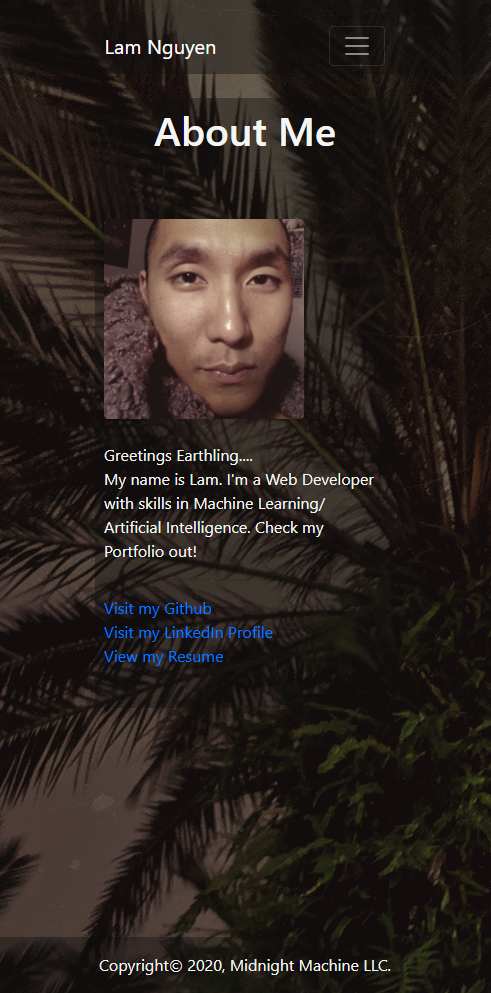 Lam Nguyen
About Me
Greetings Earthling....
My name is Lam. I'm a Web Developer
with skills in Machine Learning/
Artificial Intelligence. Check my
Portfolio out!
Visit my Github
Visit my LinkedIn Profile
View my Resume
Copyright© 2020, Midnight Machine LLC.